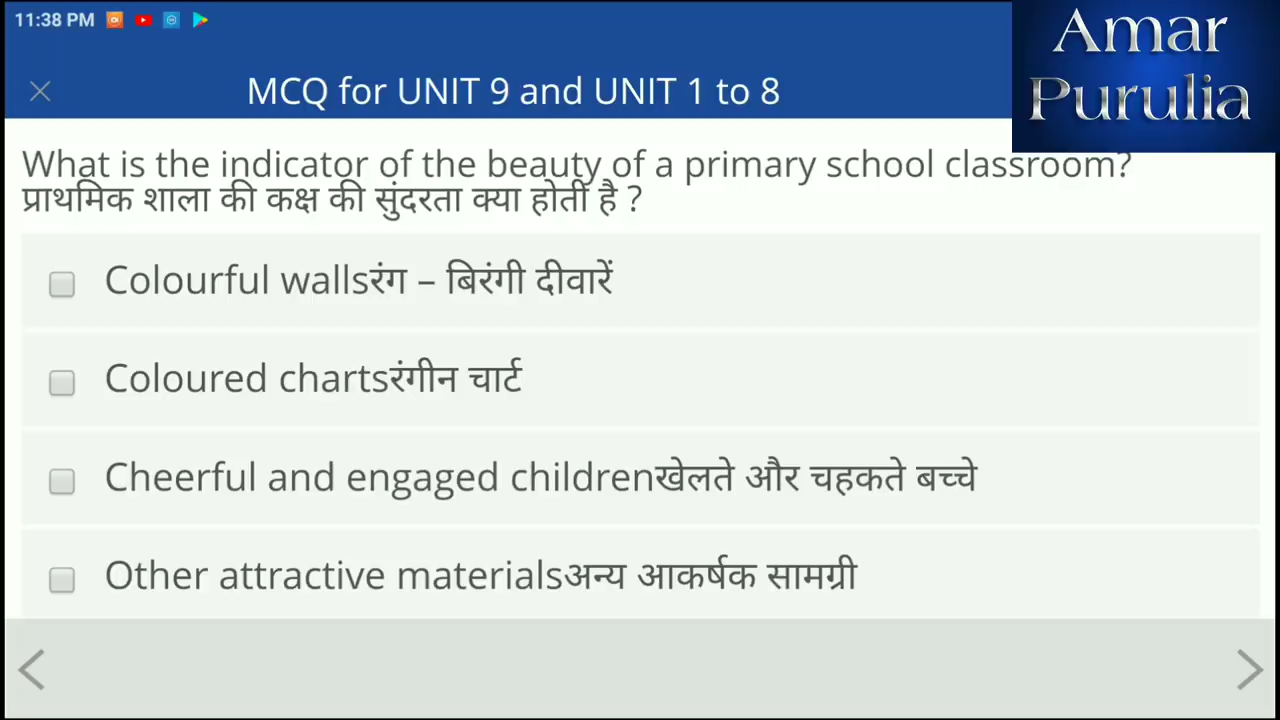 11:38 PM
Amar
Purulia
MCQ for UNIT 9 and UNIT 1 to 8
What is the indicator of the beauty of a primary school classroom?
प्राथमिक शाला की कक्ष की सुंदरता क्या होती है ?
Colourful wallsरंग – बिरंगी दीवारें
Coloured chartsरंगीन चार्ट
Cheerful and engaged childrenखेलते और चहकते बच्चे
Other attractive materialsअन्य आकर्षक सामग्री